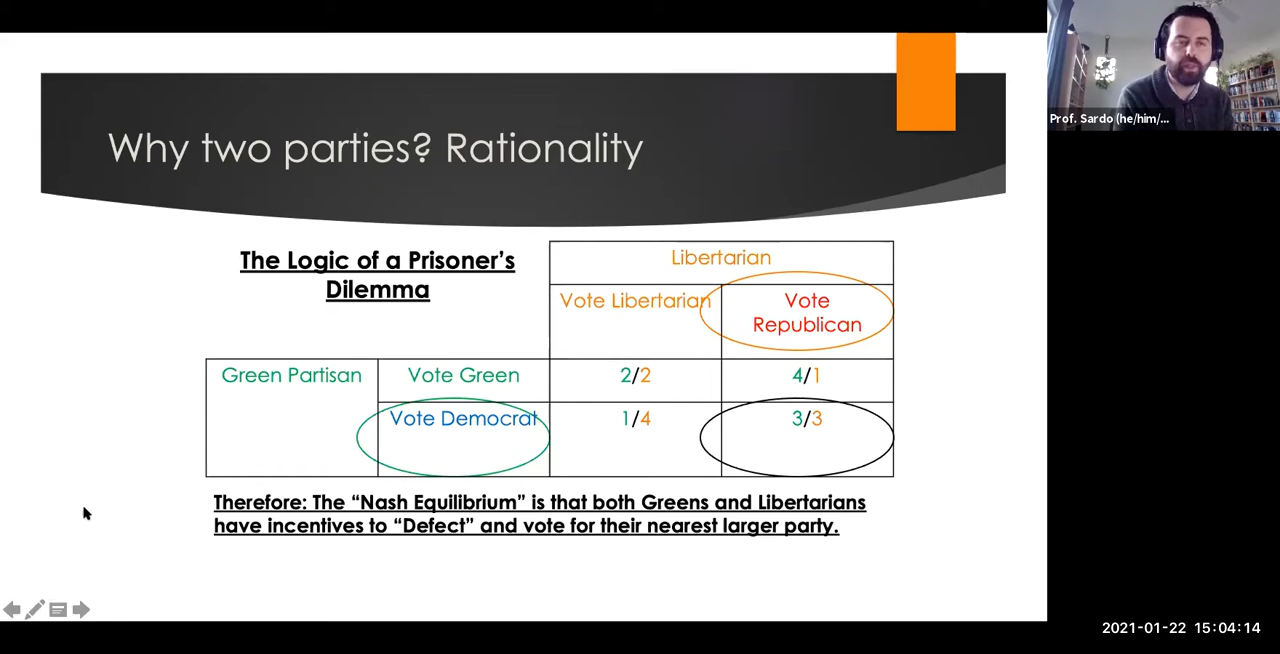 Why two parties? Rationality
The Logic of a Prisoner's
Dilemma
Libertarian
Vote Libertarian
Vote
Republican
Green Partisan
Vote Green
2/2
4/1
Vote Democrat
1/4
3/3
Therefore: The “Nash Equilibrium” is that both Greens and Libertarians
have incentives to “Defect” and vote for their nearest larger party.
Prof. Sardo (he/him/...
2021-01-22 15:04:14